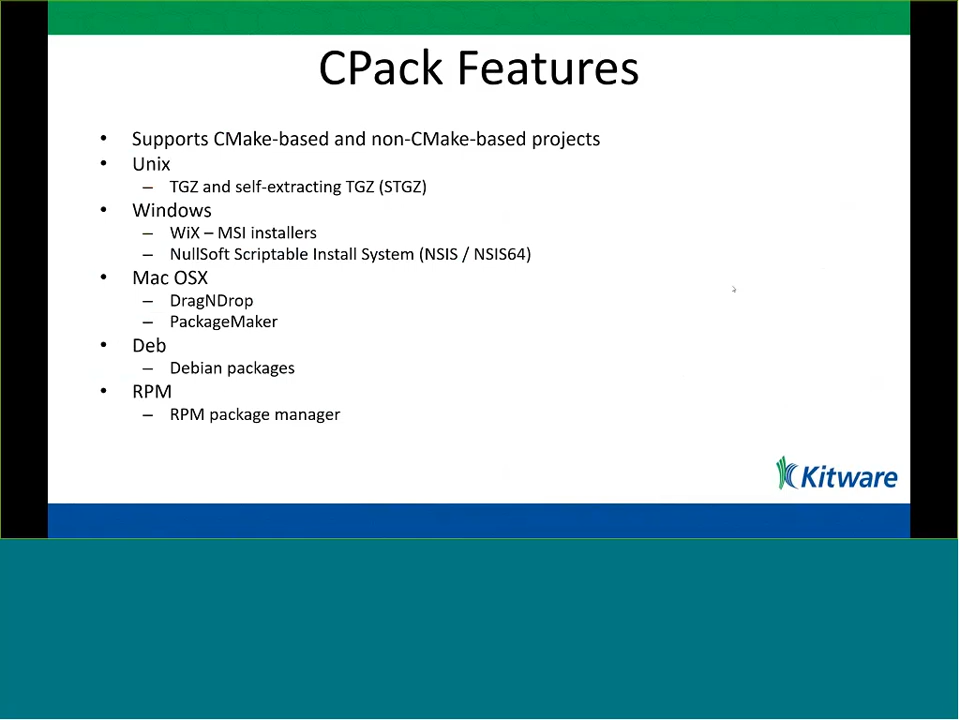 CPack Features
• Supports CMake-based and non-CMake-based projects
• Unix
– TGZ and self-extracting TGZ (STGZ)
• Windows
– WiX – MSI installers
– NullSoft Scriptable Install System (NSIS / NSIS64)
• Mac OSX
– DragNDrop
– PackageMaker
• Deb
– Debian packages
• RPM
– RPM package manager
Kitware